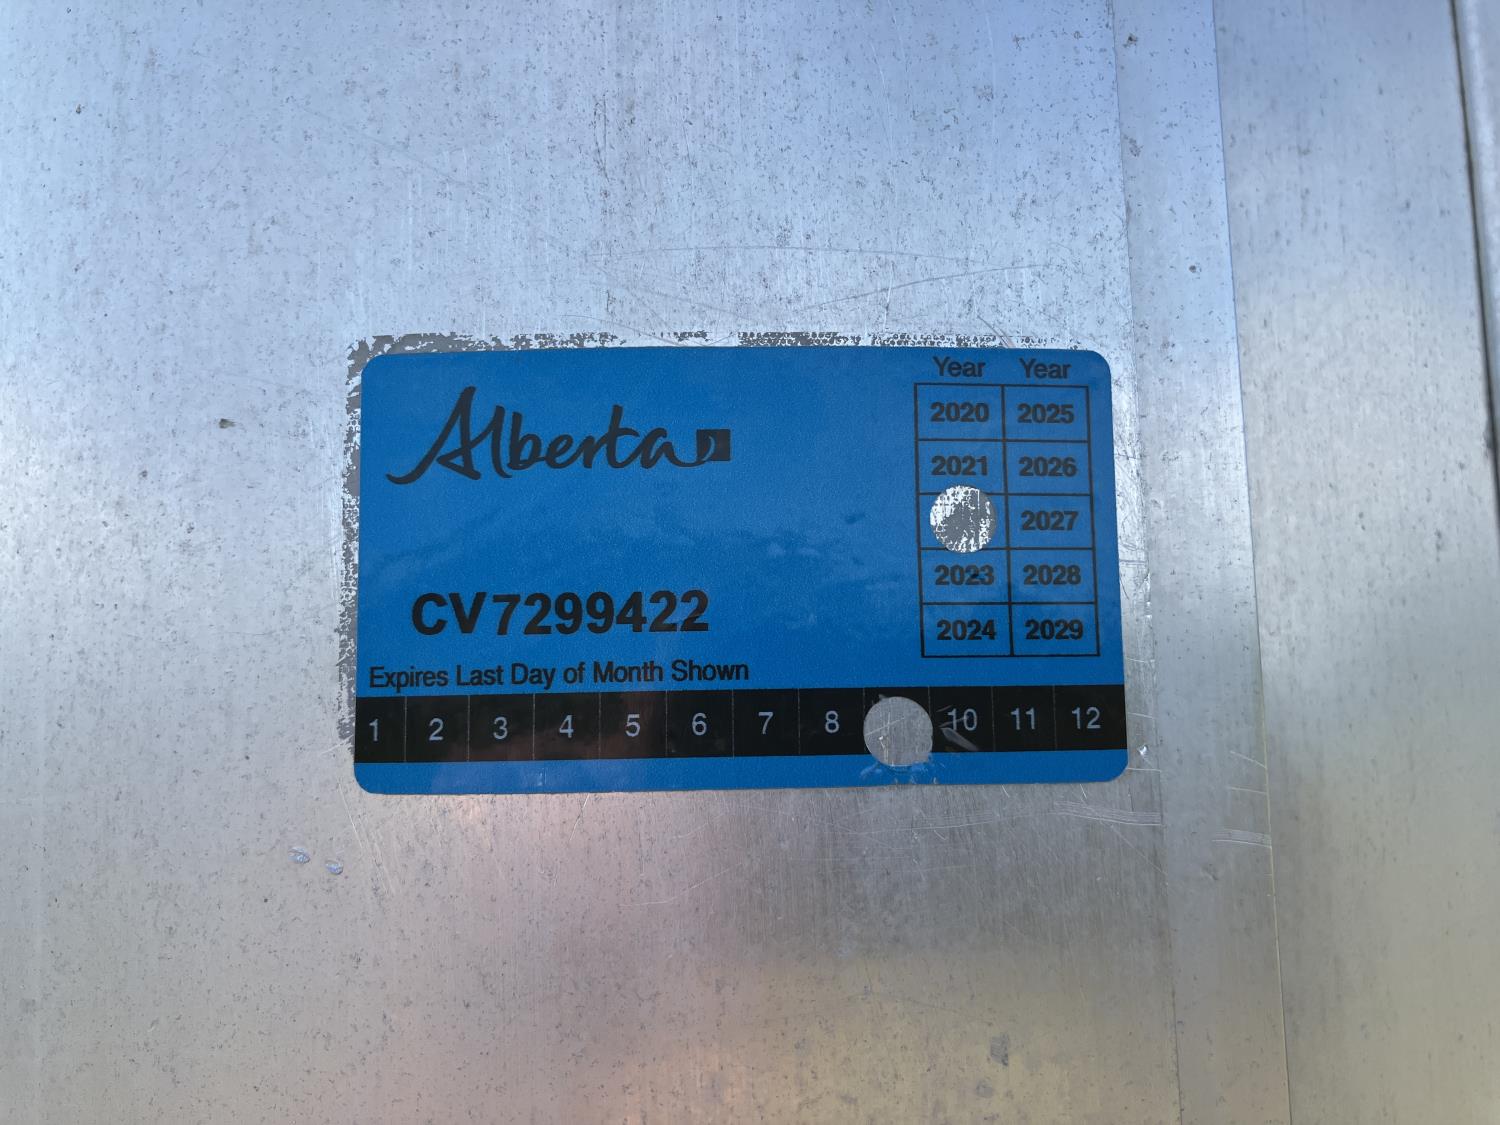 Alberta
Year Year
2020 2025
2021 2026
2027
2023 2028
2024 2029
CV7299422
Expires Last Day of Month Shown
1 2 3 4 5 6 7 8 10 11 12